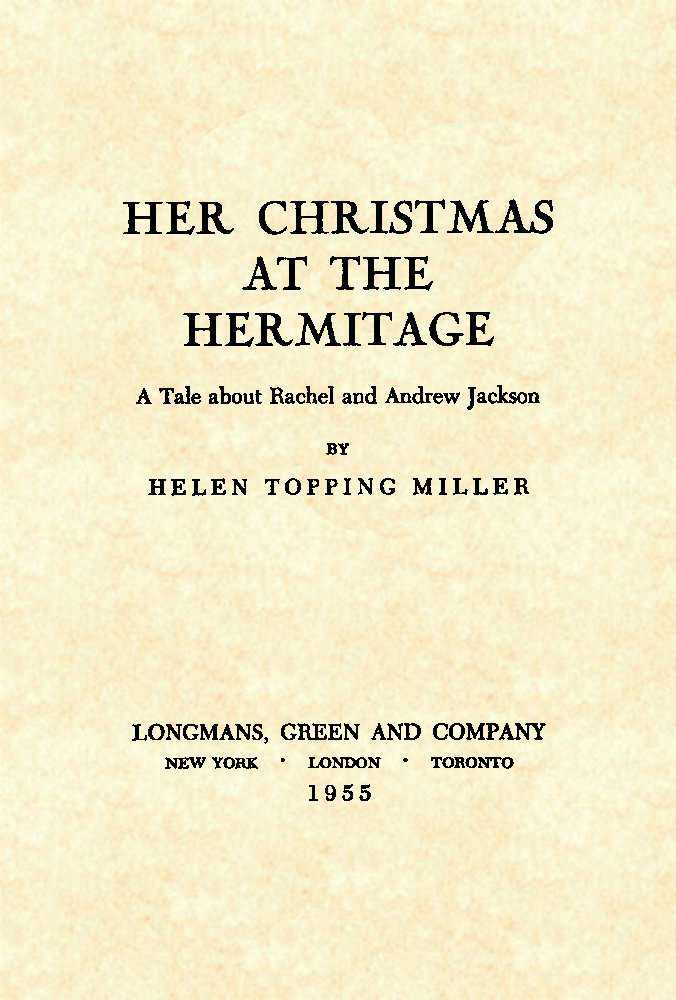 HER CHRISTMAS
AT THE
HERMITAGE
A Tale about Rachel and Andrew Jackson
BY
HELEN TOPPING MILLER
LONGMANS, GREEN AND COMPANY
NEW YORK · LONDON · TORONTO
1955